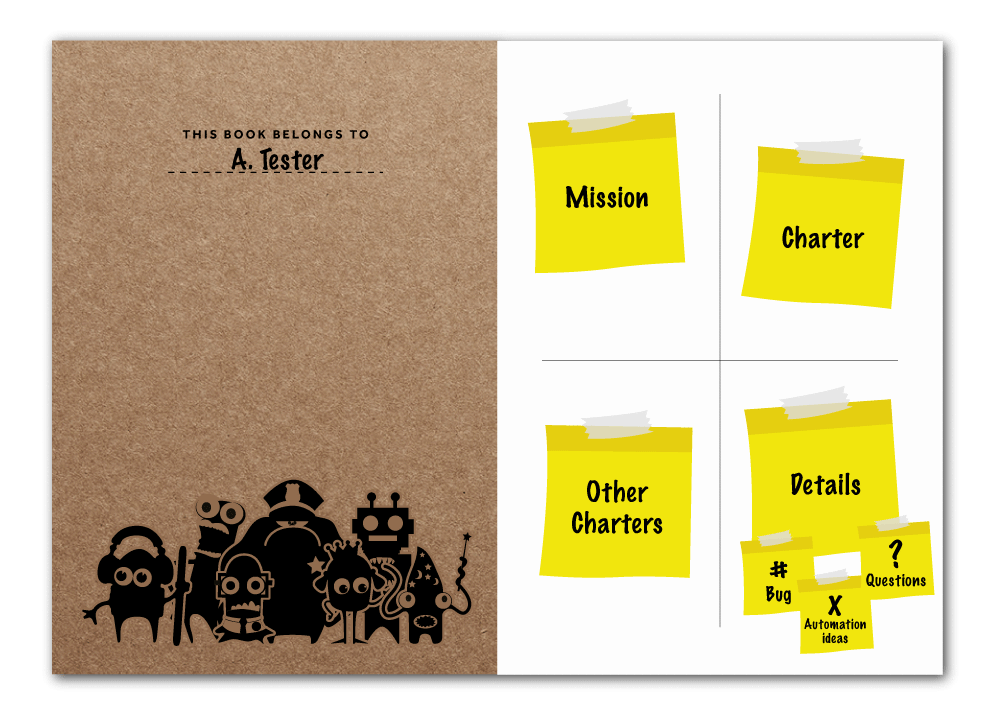 THIS BOOK BELONGS TO
A. Tester
Mission
Charter
Other
Charters
Details
#
Bug
?
Questions
X
Automation
ideas